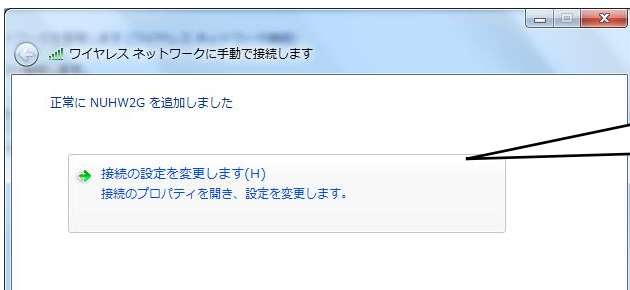 ワイヤレス ネットワークに手動で接続します
正常に NUHW2G を追加しました
接続の設定を変更します(H)
接続のプロパティを開き、設定を変更します。